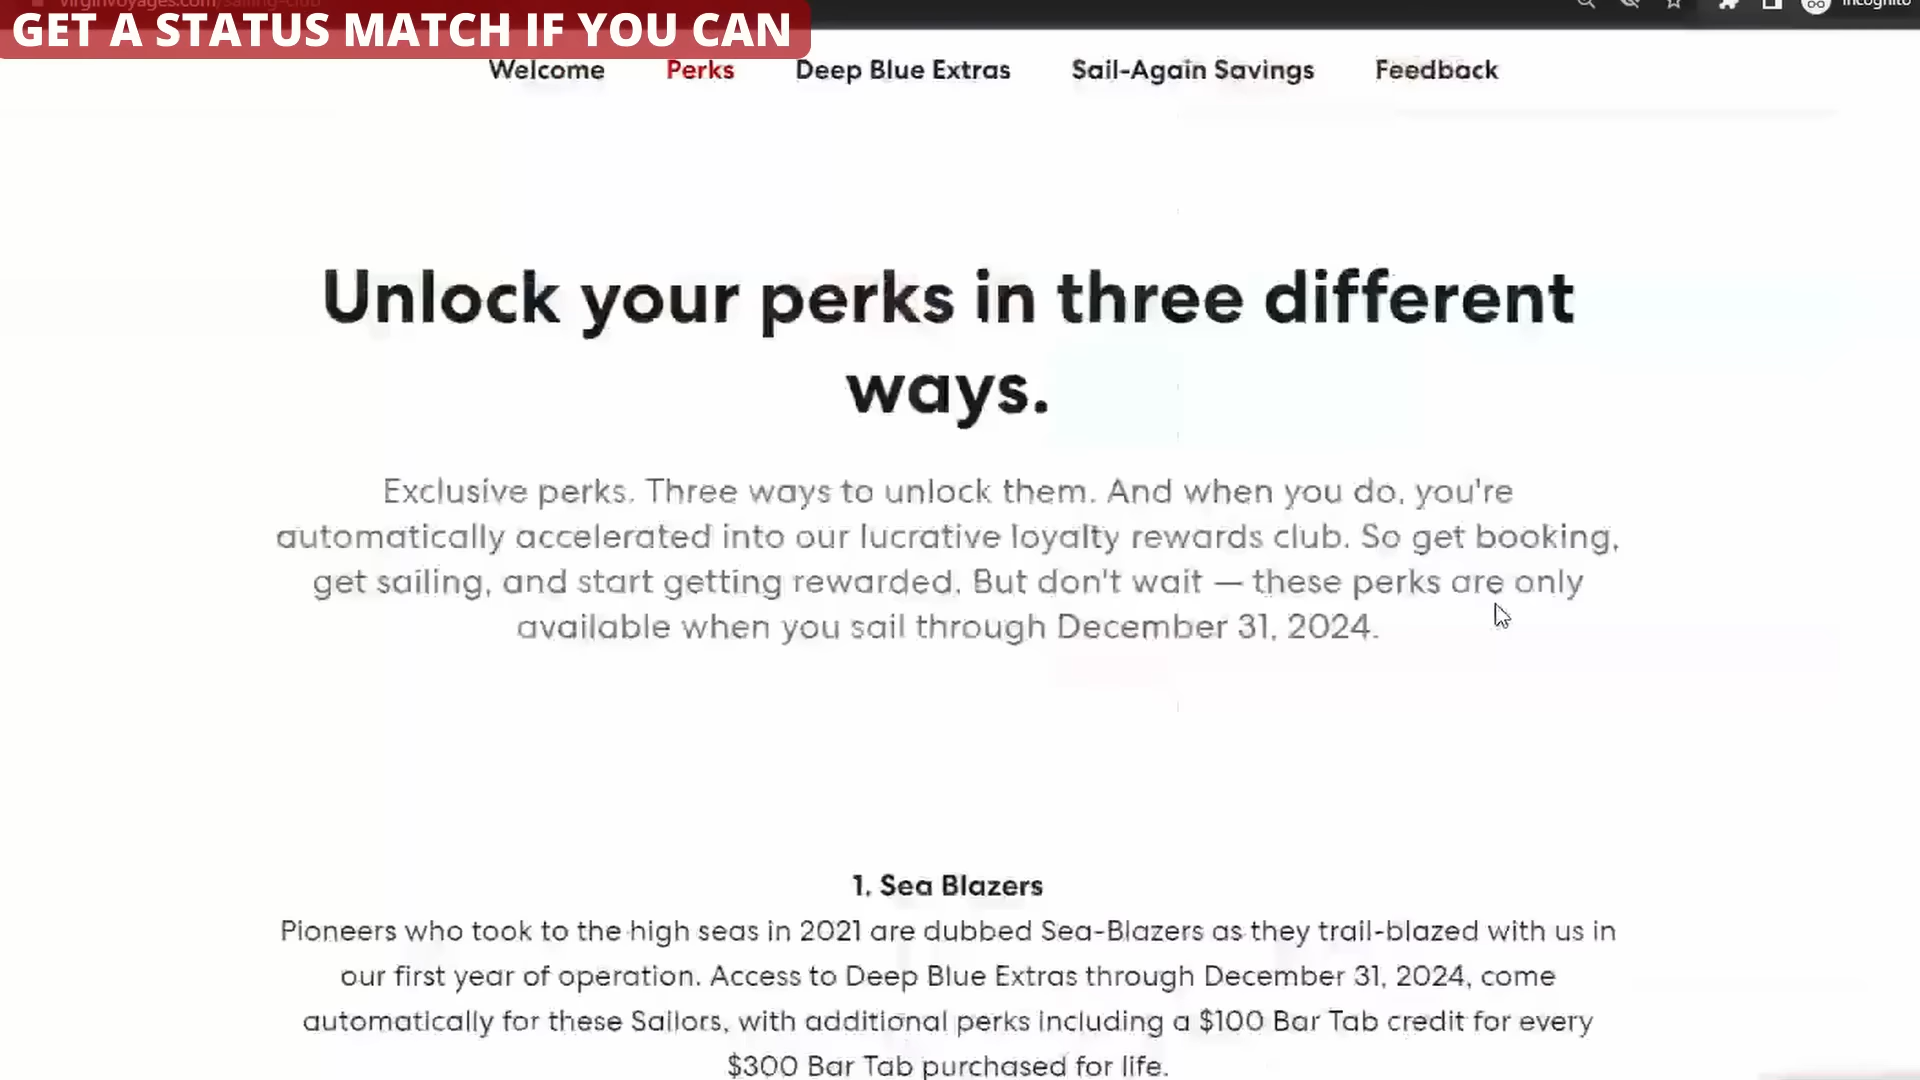 virginvoyages.com/sailing-club
Incognito
GET A STATUS MATCH IF YOU CAN
Welcome Perks Deep Blue Extras Sail-Again Savings Feedback
Unlock your perks in three different
ways.
Exclusive perks. Three ways to unlock them. And when you do, you're
automatically accelerated into our lucrative loyalty rewards club. So get booking,
get sailing, and start getting rewarded. But don't wait — these perks are only
available when you sail through December 31, 2024.
1. Sea Blazers
Pioneers who took to the high seas in 2021 are dubbed Sea-Blazers as they trail-blazed with us in
our first year of operation. Access to Deep Blue Extras through December 31, 2024, come
automatically for these Sailors, with additional perks including a $100 Bar Tab credit for every
$300 Bar Tab purchased for life.